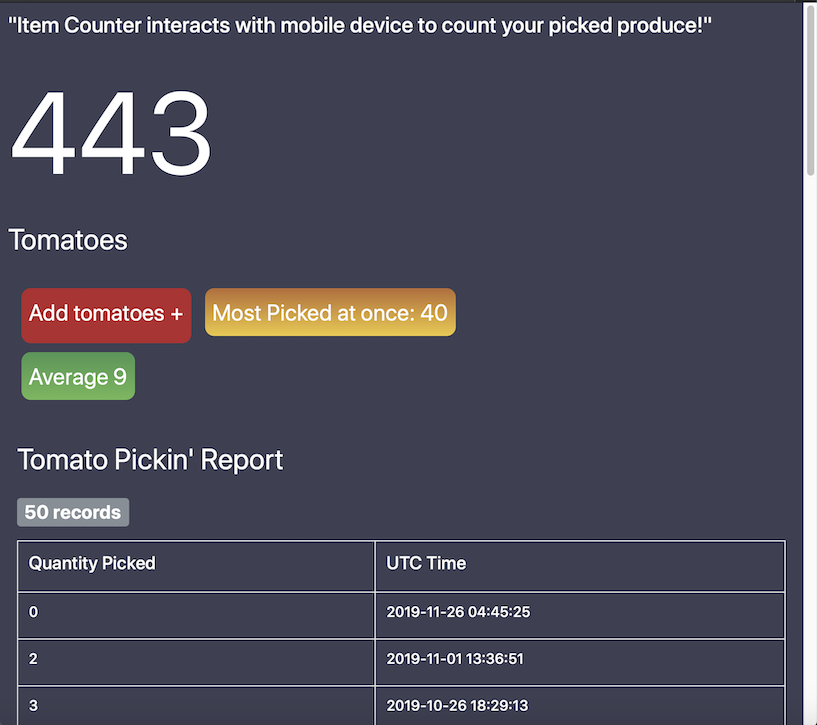 "Item Counter interacts with mobile device to count your picked produce!"
443
Tomatoes
Add tomatoes +
Most Picked at once: 40
Average 9
Tomato Pickin' Report
50 records
Quantity Picked UTC Time
0 2019-11-26 04:45:25
2 2019-11-01 13:36:51
3 2019-10-26 18:29:13